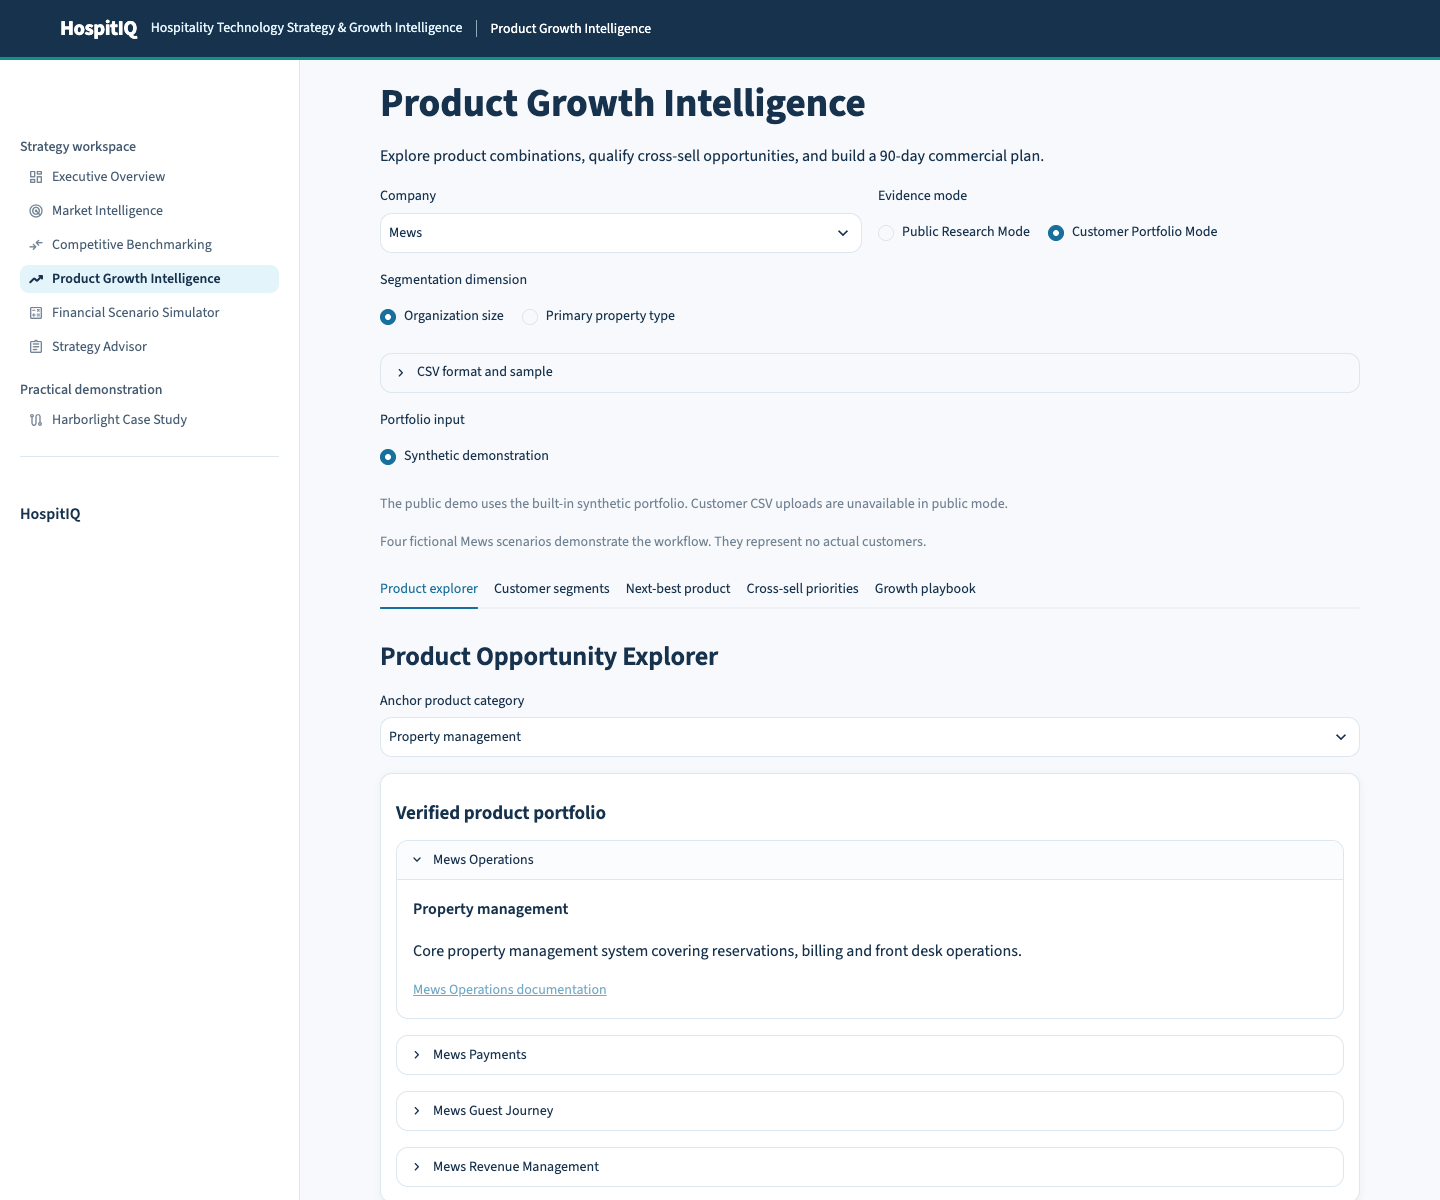 HospitIQ Hospitality Technology Strategy & Growth Intelligence Product Growth Intelligence
Strategy workspace
Executive Overview
Market Intelligence
Competitive Benchmarking
Product Growth Intelligence
Financial Scenario Simulator
Strategy Advisor
Practical demonstration
Harborlight Case Study
HospitIQ
Product Growth Intelligence
Explore product combinations, qualify cross-sell opportunities, and build a 90-day commercial plan.
Company
Mews
Evidence mode
Public Research Mode Customer Portfolio Mode
Segmentation dimension
Organization size Primary property type
CSV format and sample
Portfolio input
Synthetic demonstration
The public demo uses the built-in synthetic portfolio. Customer CSV uploads are unavailable in public mode.
Four fictional Mews scenarios demonstrate the workflow. They represent no actual customers.
Product explorer Customer segments Next-best product Cross-sell priorities Growth playbook
Product Opportunity Explorer
Anchor product category
Property management
Verified product portfolio
Mews Operations
Property management
Core property management system covering reservations, billing and front desk operations.
Mews Operations documentation
Mews Payments
Mews Guest Journey
Mews Revenue Management